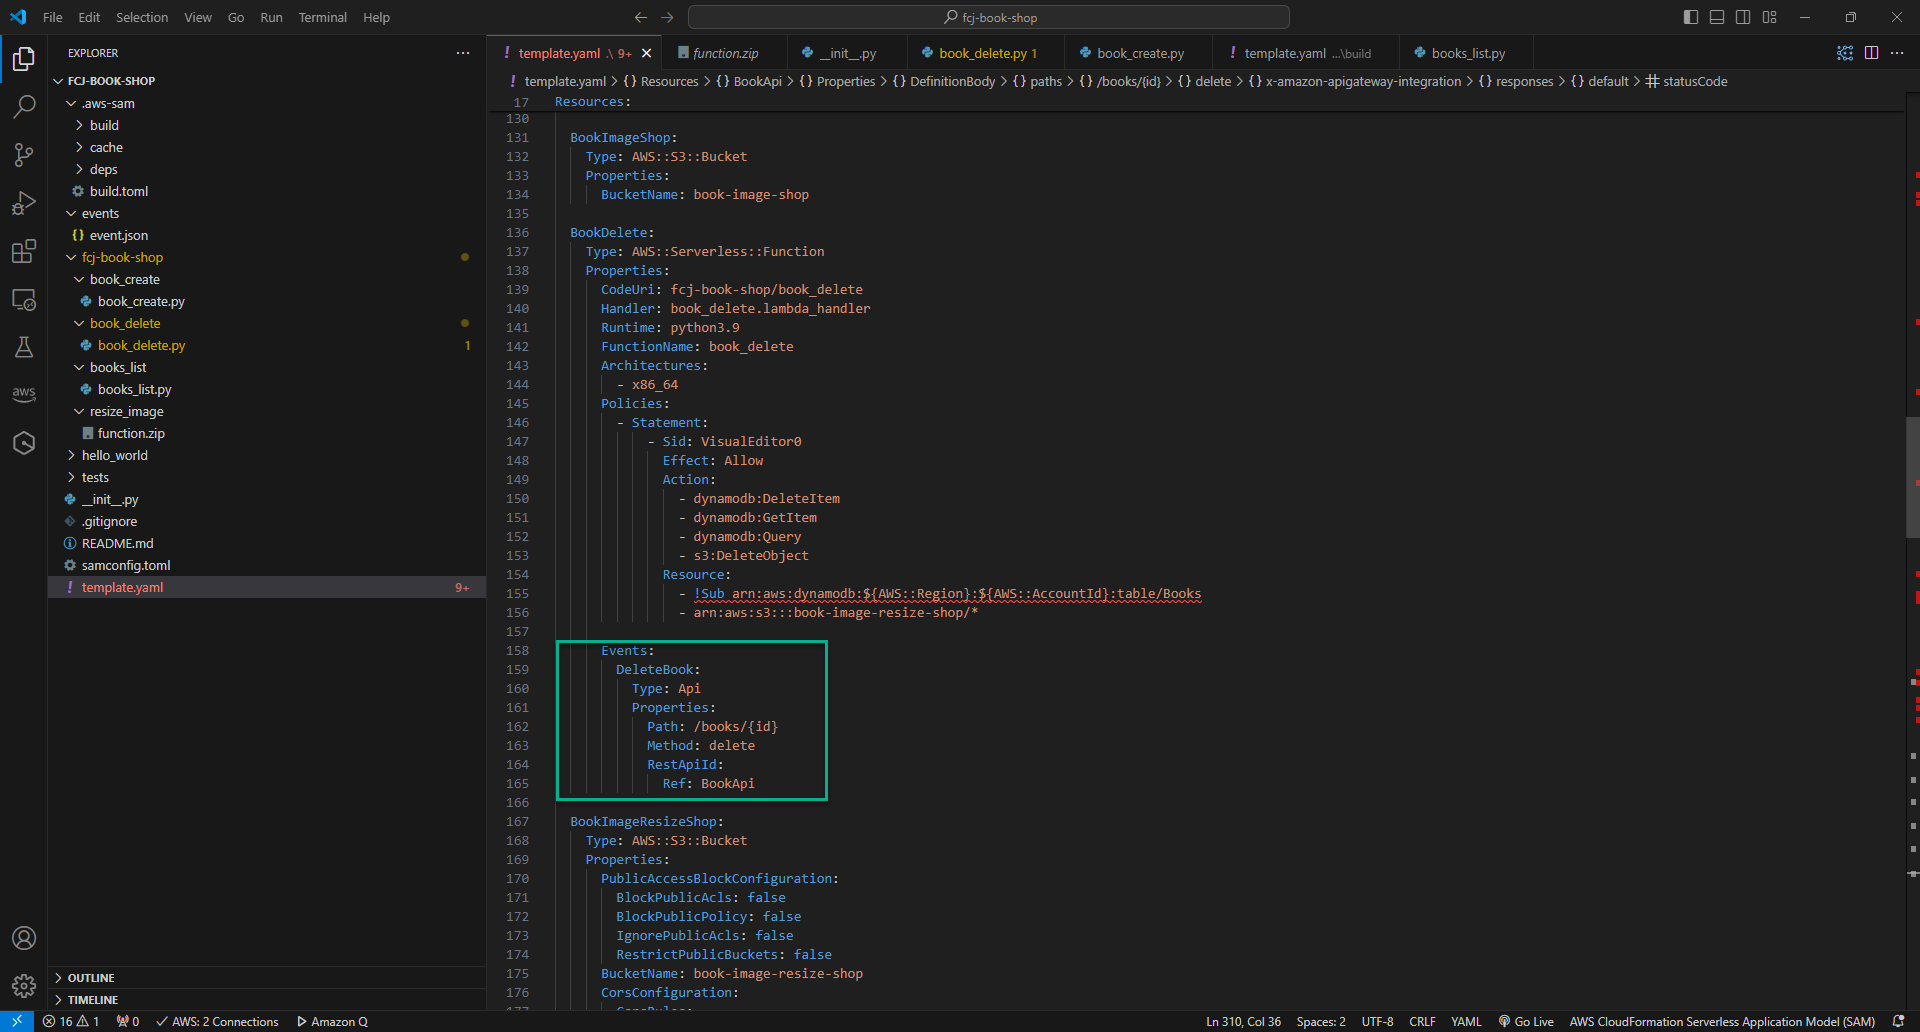 File Edit Selection View Go Run Terminal Help
fcj-book-shop
EXPLORER
FCJ-BOOK-SHOP
.aws-sam
build
cache
deps
build.toml
events
event.json
fcj-book-shop
book_create
book_create.py
book_delete
book_delete.py 1
books_list
books_list.py
resize_image
function.zip
hello_world
tests
__init__.py
.gitignore
README.md
samconfig.toml
template.yaml 9+
OUTLINE
TIMELINE
template.yaml .\ 9+ function.zip __init__.py book_delete.py 1 book_create.py template.yaml ...\build books_list.py
template.yaml > {} Resources > {} BookApi > {} Properties > {} DefinitionBody > {} paths > {} /books/{id} > {} delete > {} x-amazon-apigateway-integration > {} responses > {} default > # statusCode
17 Resources:
130
131 BookImageShop:
132 Type: AWS::S3::Bucket
133 Properties:
134 BucketName: book-image-shop
135
136 BookDelete:
137 Type: AWS::Serverless::Function
138 Properties:
139 CodeUri: fcj-book-shop/book_delete
140 Handler: book_delete.lambda_handler
141 Runtime: python3.9
142 FunctionName: book_delete
143 Architectures:
144 - x86_64
145 Policies:
146 - Statement:
147 - Sid: VisualEditor0
148 Effect: Allow
149 Action:
150 - dynamodb:DeleteItem
151 - dynamodb:GetItem
152 - dynamodb:Query
153 - s3:DeleteObject
154 Resource:
155 - !Sub arn:aws:dynamodb:${AWS::Region}:${AWS::AccountId}:table/Books
156 - arn:aws:s3:::book-image-resize-shop/*
157
158 Events:
159 DeleteBook:
160 Type: Api
161 Properties:
162 Path: /books/{id}
163 Method: delete
164 RestApiId:
165 Ref: BookApi
166
167 BookImageResizeShop:
168 Type: AWS::S3::Bucket
169 Properties:
170 PublicAccessBlockConfiguration:
171 BlockPublicAcls: false
172 BlockPublicPolicy: false
173 IgnorePublicAcls: false
174 RestrictPublicBuckets: false
175 BucketName: book-image-resize-shop
176 CorsConfiguration:
177 CorsRules:
aws
16 1 0 AWS: 2 Connections Amazon Q Ln 310, Col 36 Spaces: 2 UTF-8 CRLF YAML Go Live AWS CloudFormation Serverless Application Model (SAM)